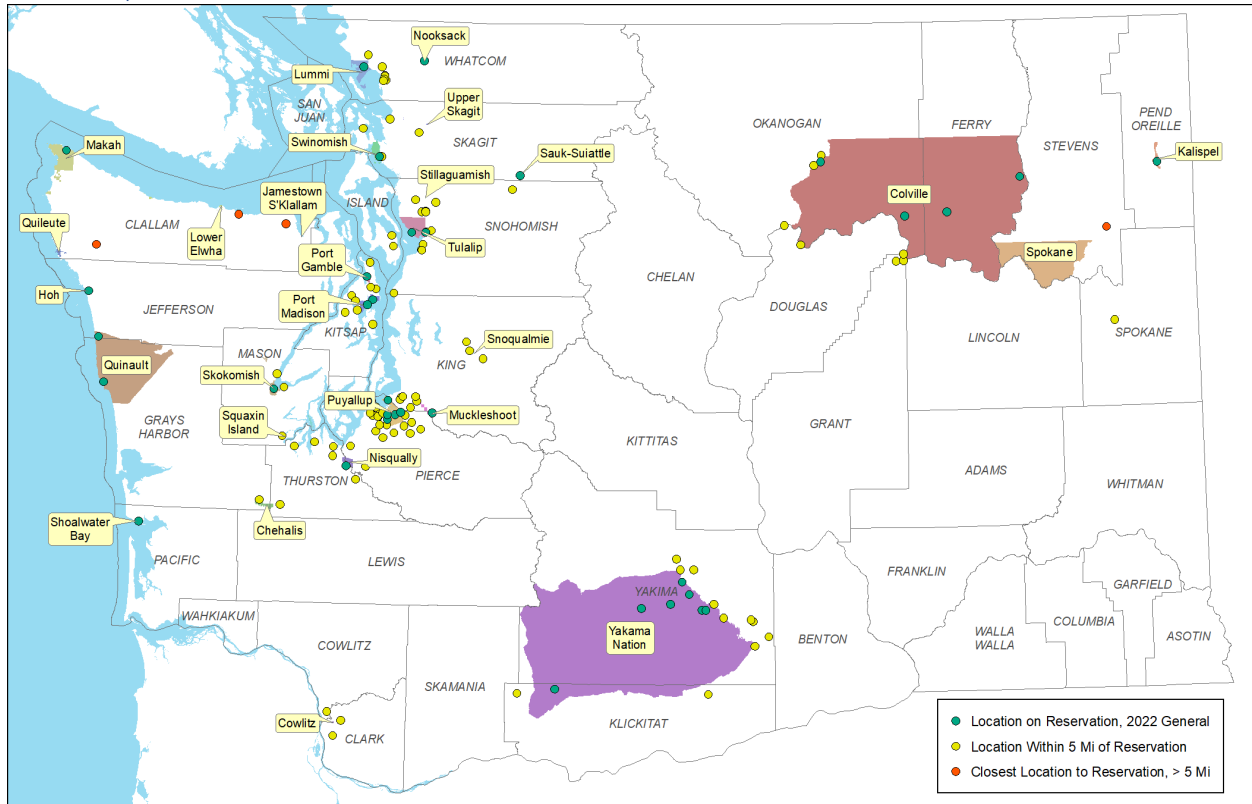 Nooksack
WHATCOM
Lummi
SAN
JUAN
Upper
Skagit
OKANOGAN
FERRY
PEND
OREILLE
STEVENS
Makah
Swinomish
SKAGIT
Sauk-Suiattle
Kalispel
Stillaguamish
Jamestown
S'Klallam
ISLAND
Colville
Quileute
CLALLAM
Lower
Elwha
SNOHOMISH
Tulalip
Port
Gamble
Spokane
CHELAN
Hoh
JEFFERSON
Port
Madison
KITSAP
DOUGLAS
LINCOLN
SPOKANE
Snoqualmie
MASON
KING
Quinault
Skokomish
Puyallup
Muckleshoot
GRAYS
HARBOR
Squaxin
Island
GRANT
KITTITAS
Nisqually
ADAMS
THURSTON
PIERCE
WHITMAN
Shoalwater
Bay
Chehalis
PACIFIC
LEWIS
FRANKLIN
GARFIELD
YAKIMA
WAHKIAKUM
COLUMBIA
Yakama
Nation
BENTON
WALLA
WALLA
ASOTIN
COWLITZ
SKAMANIA
Cowlitz
CLARK
KLICKITAT
Location on Reservation, 2022 General
Location Within 5 Mi of Reservation
Closest Location to Reservation, > 5 Mi